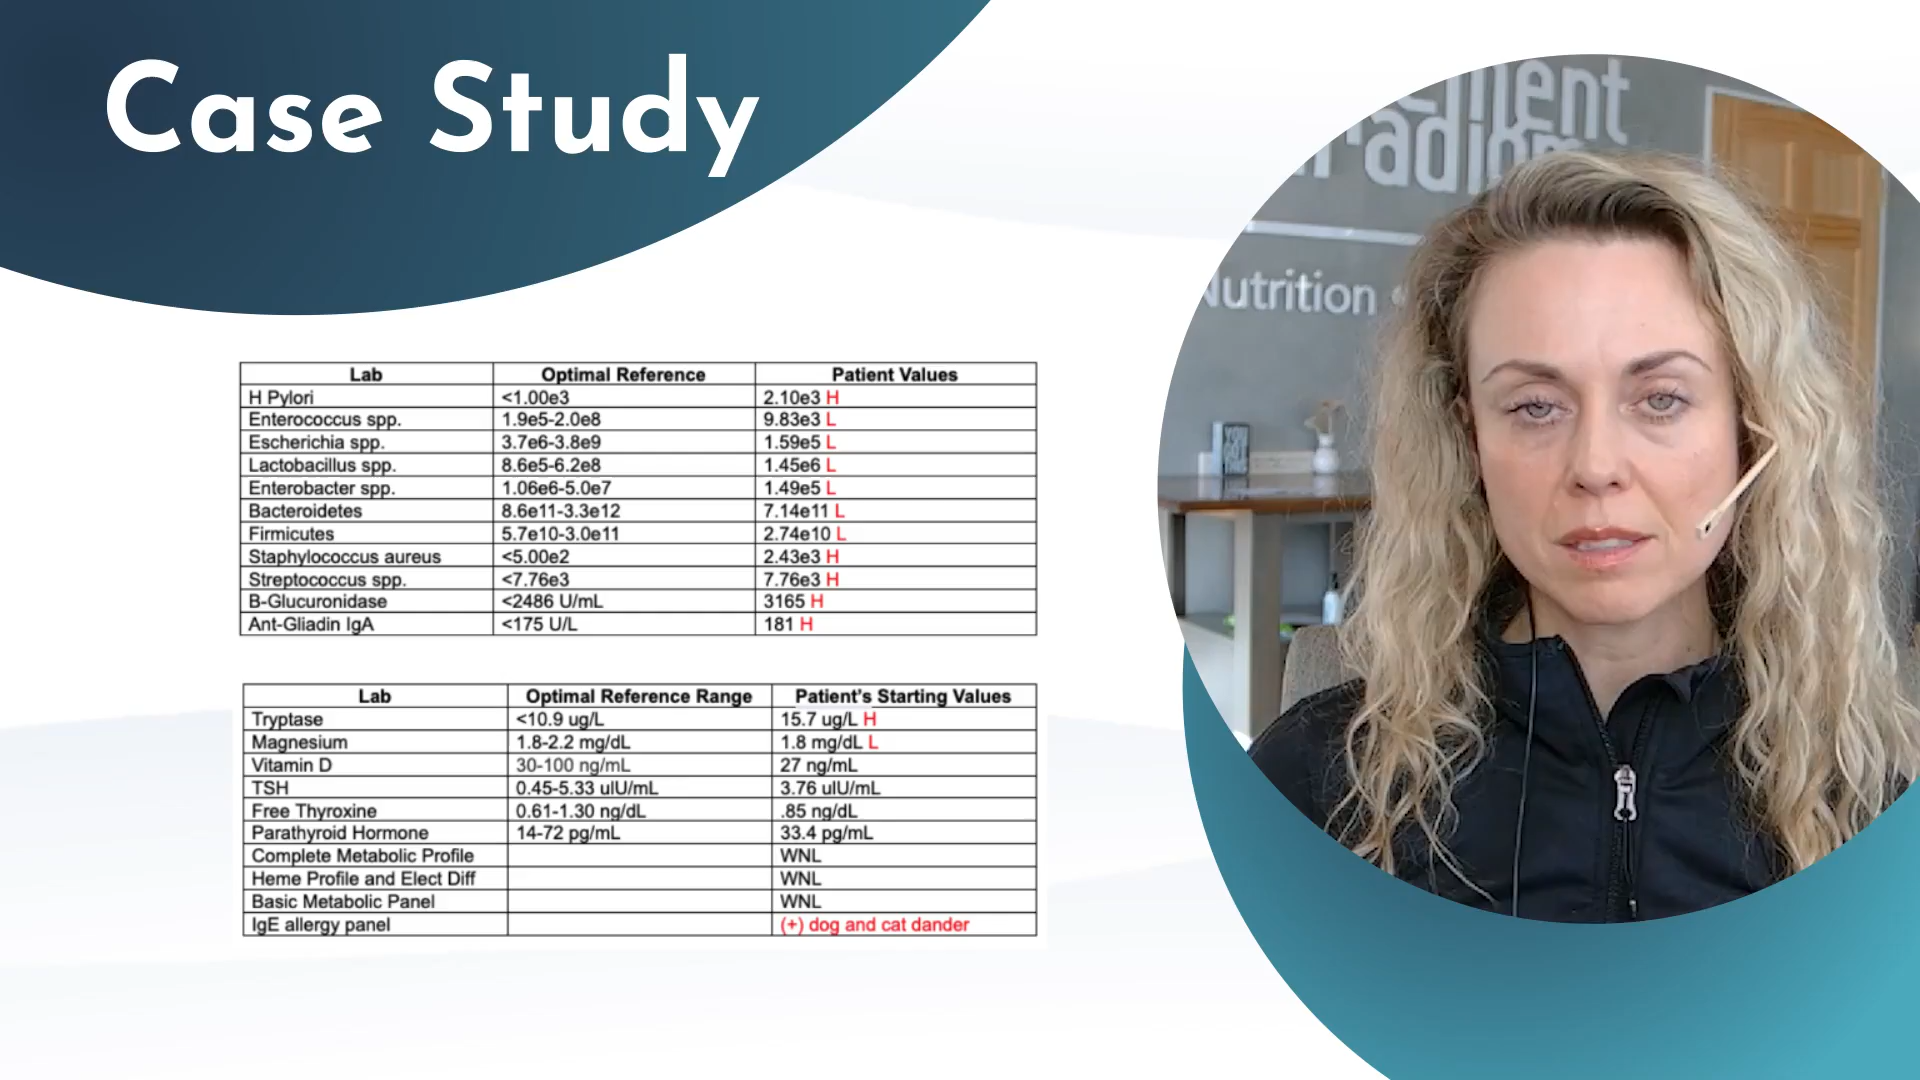 Case Study
Lab Optimal Reference Patient Values
H Pylori <1.00e3 2.10e3 H
Enterococcus spp. 1.9e5-2.0e8 9.83e3 L
Escherichia spp. 3.7e6-3.8e9 1.59e5 L
Lactobacillus spp. 8.6e5-6.2e8 1.45e6 L
Enterobacter spp. 1.06e6-5.0e7 1.49e5 L
Bacteroidetes 8.6e11-3.3e12 7.14e11 L
Firmicutes 5.7e10-3.0e11 2.74e10 L
Staphylococcus aureus <5.00e2 2.43e3 H
Streptococcus spp. <7.76e3 7.76e3 H
B-Glucuronidase <2486 U/mL 3165 H
Ant-Gliadin IgA <175 U/L 181 H
Lab Optimal Reference Range Patient's Starting Values
Tryptase <10.9 ug/L 15.7 ug/L H
Magnesium 1.8-2.2 mg/dL 1.8 mg/dL L
Vitamin D 30-100 ng/mL 27 ng/mL
TSH 0.45-5.33 uIU/mL 3.76 uIU/mL
Free Thyroxine 0.61-1.30 ng/dL .85 ng/dL
Parathyroid Hormone 14-72 pg/mL 33.4 pg/mL
Complete Metabolic Profile WNL
Heme Profile and Elect Diff WNL
Basic Metabolic Panel WNL
IgE allergy panel (+) dog and cat dander
Nutrition